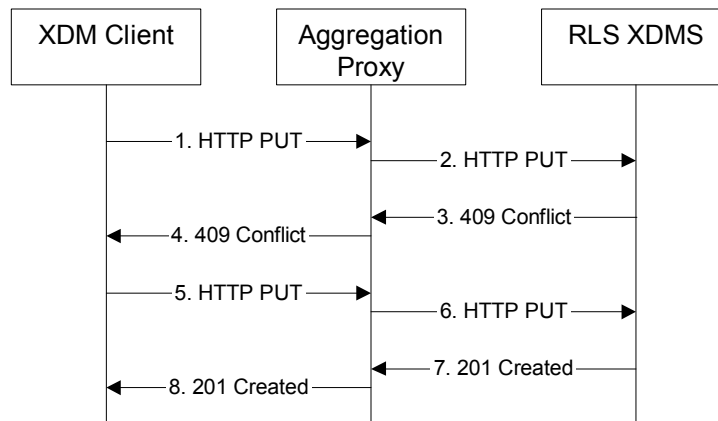 XDM Client
Aggregation
Proxy
RLS XDMS
1. HTTP PUT
2. HTTP PUT
3. 409 Conflict
4. 409 Conflict
5. HTTP PUT
6. HTTP PUT
7. 201 Created
8. 201 Created